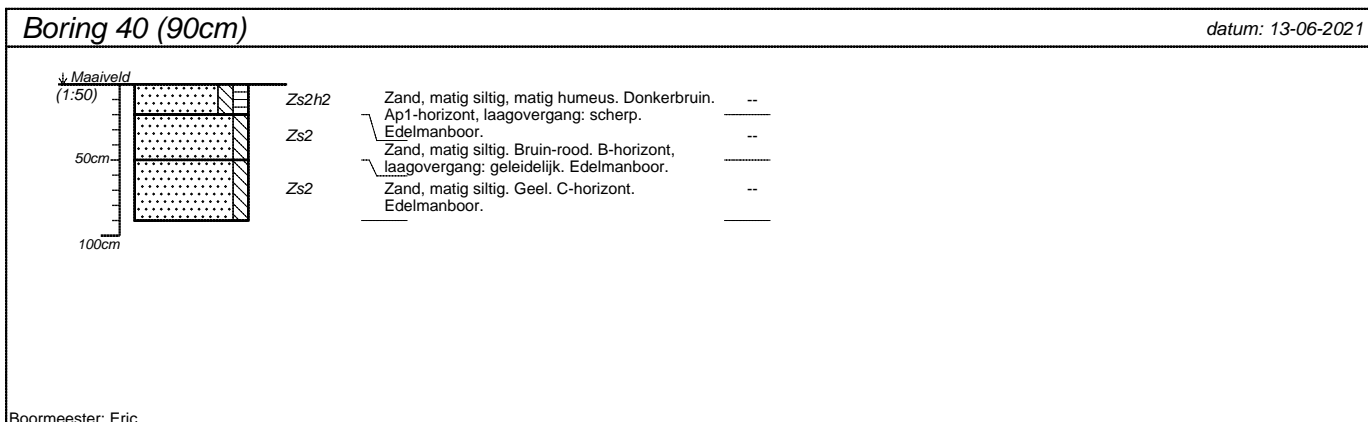 Boring 40 (90cm)
datum: 13-06-2021
Maaiveld
(1:50)
Zs2h2
Zand, matig siltig, matig humeus. Donkerbruin.
--
Ap1-horizont, laagovergang: scherp.
Edelmanboor.
Zs2
--
Zand, matig siltig. Bruin-rood. B-horizont,
50cm
laagovergang: geleidelijk. Edelmanboor.
Zs2
Zand, matig siltig. Geel. C-horizont.
--
Edelmanboor.
100cm
Boormeester: Eric